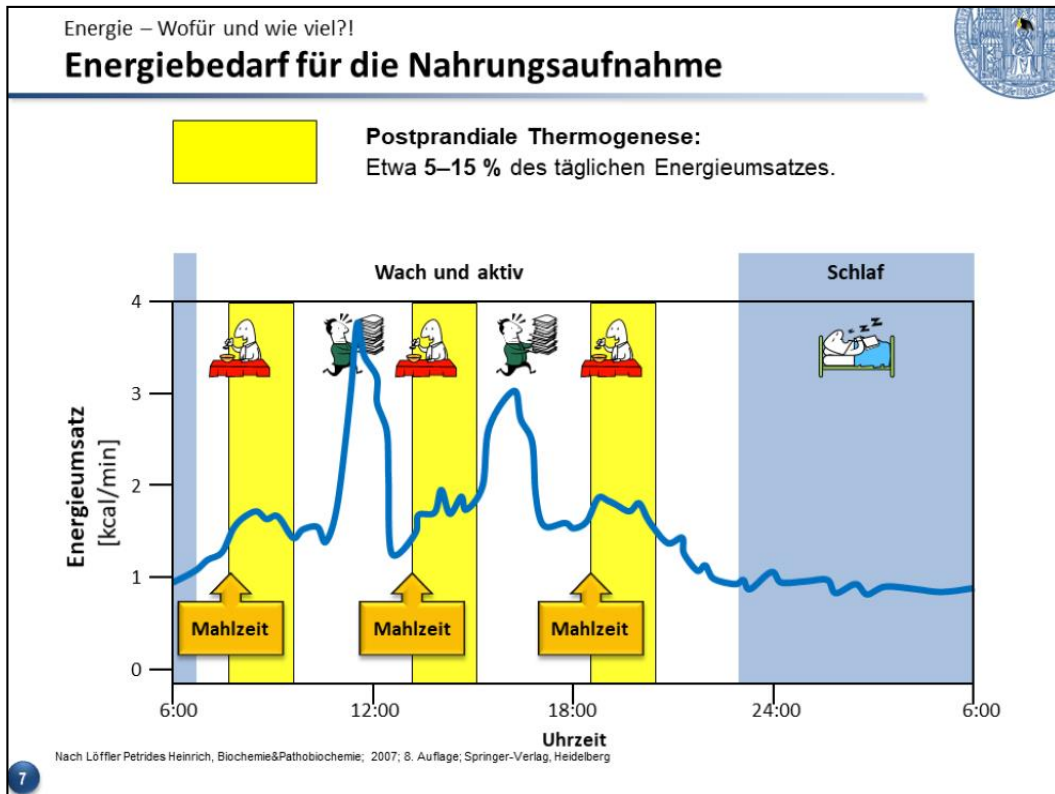 Energie – Wofür und wie viel?!
Energiebedarf für die Nahrungsaufnahme
Postprandiale Thermogenese:
Etwa 5–15 % des täglichen Energieumsatzes.
Wach und aktiv
Schlaf
4
3
2
1
0
Energieumsatz
[kcal/min]
z z Z
Mahlzeit
Mahlzeit
Mahlzeit
6:00
12:00
18:00
24:00
6:00
Uhrzeit
Nach Löffler Petrides Heinrich, Biochemie&Pathobiochemie; 2007; 8. Auflage; Springer-Verlag, Heidelberg
7